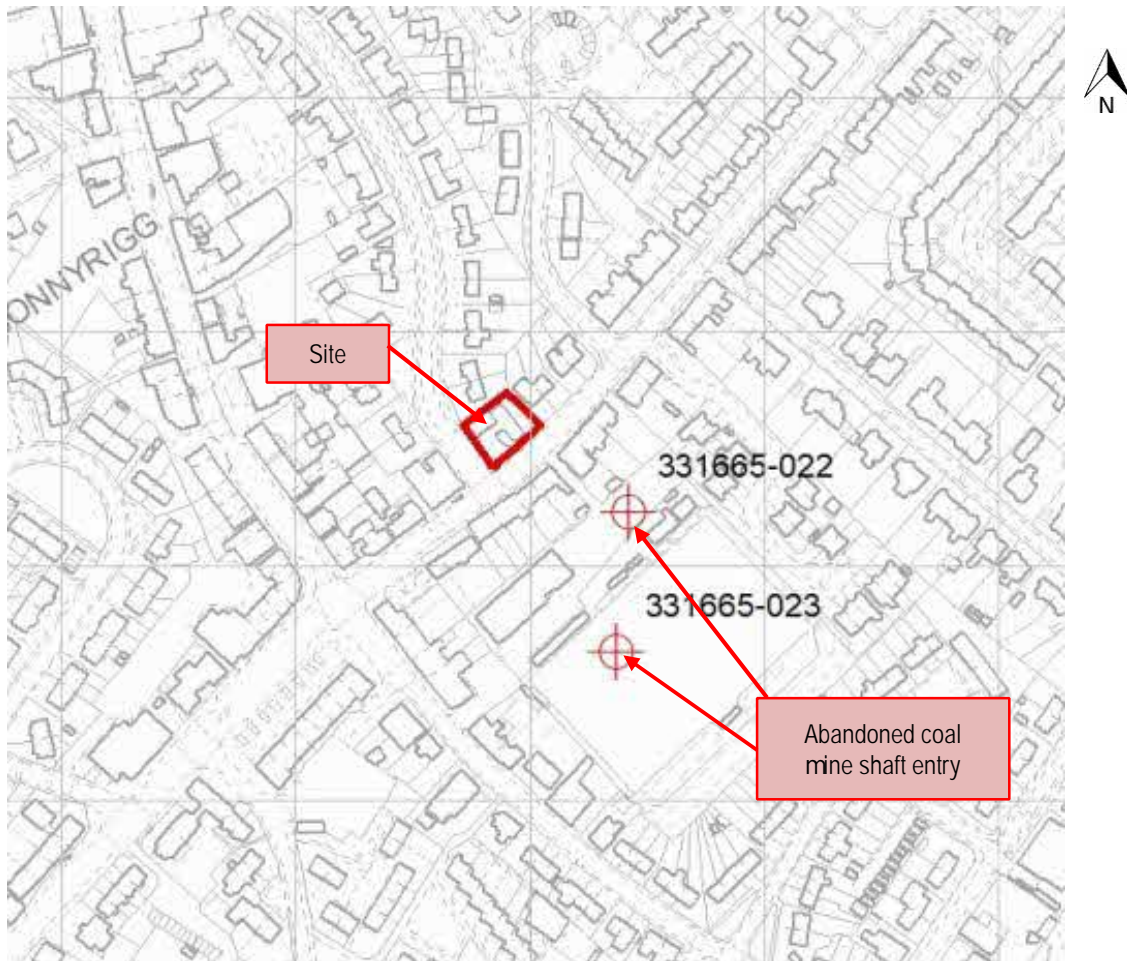 N
ONNYRIGG
Site
331665-022
331665-023
Abandoned coal
mine shaft entry